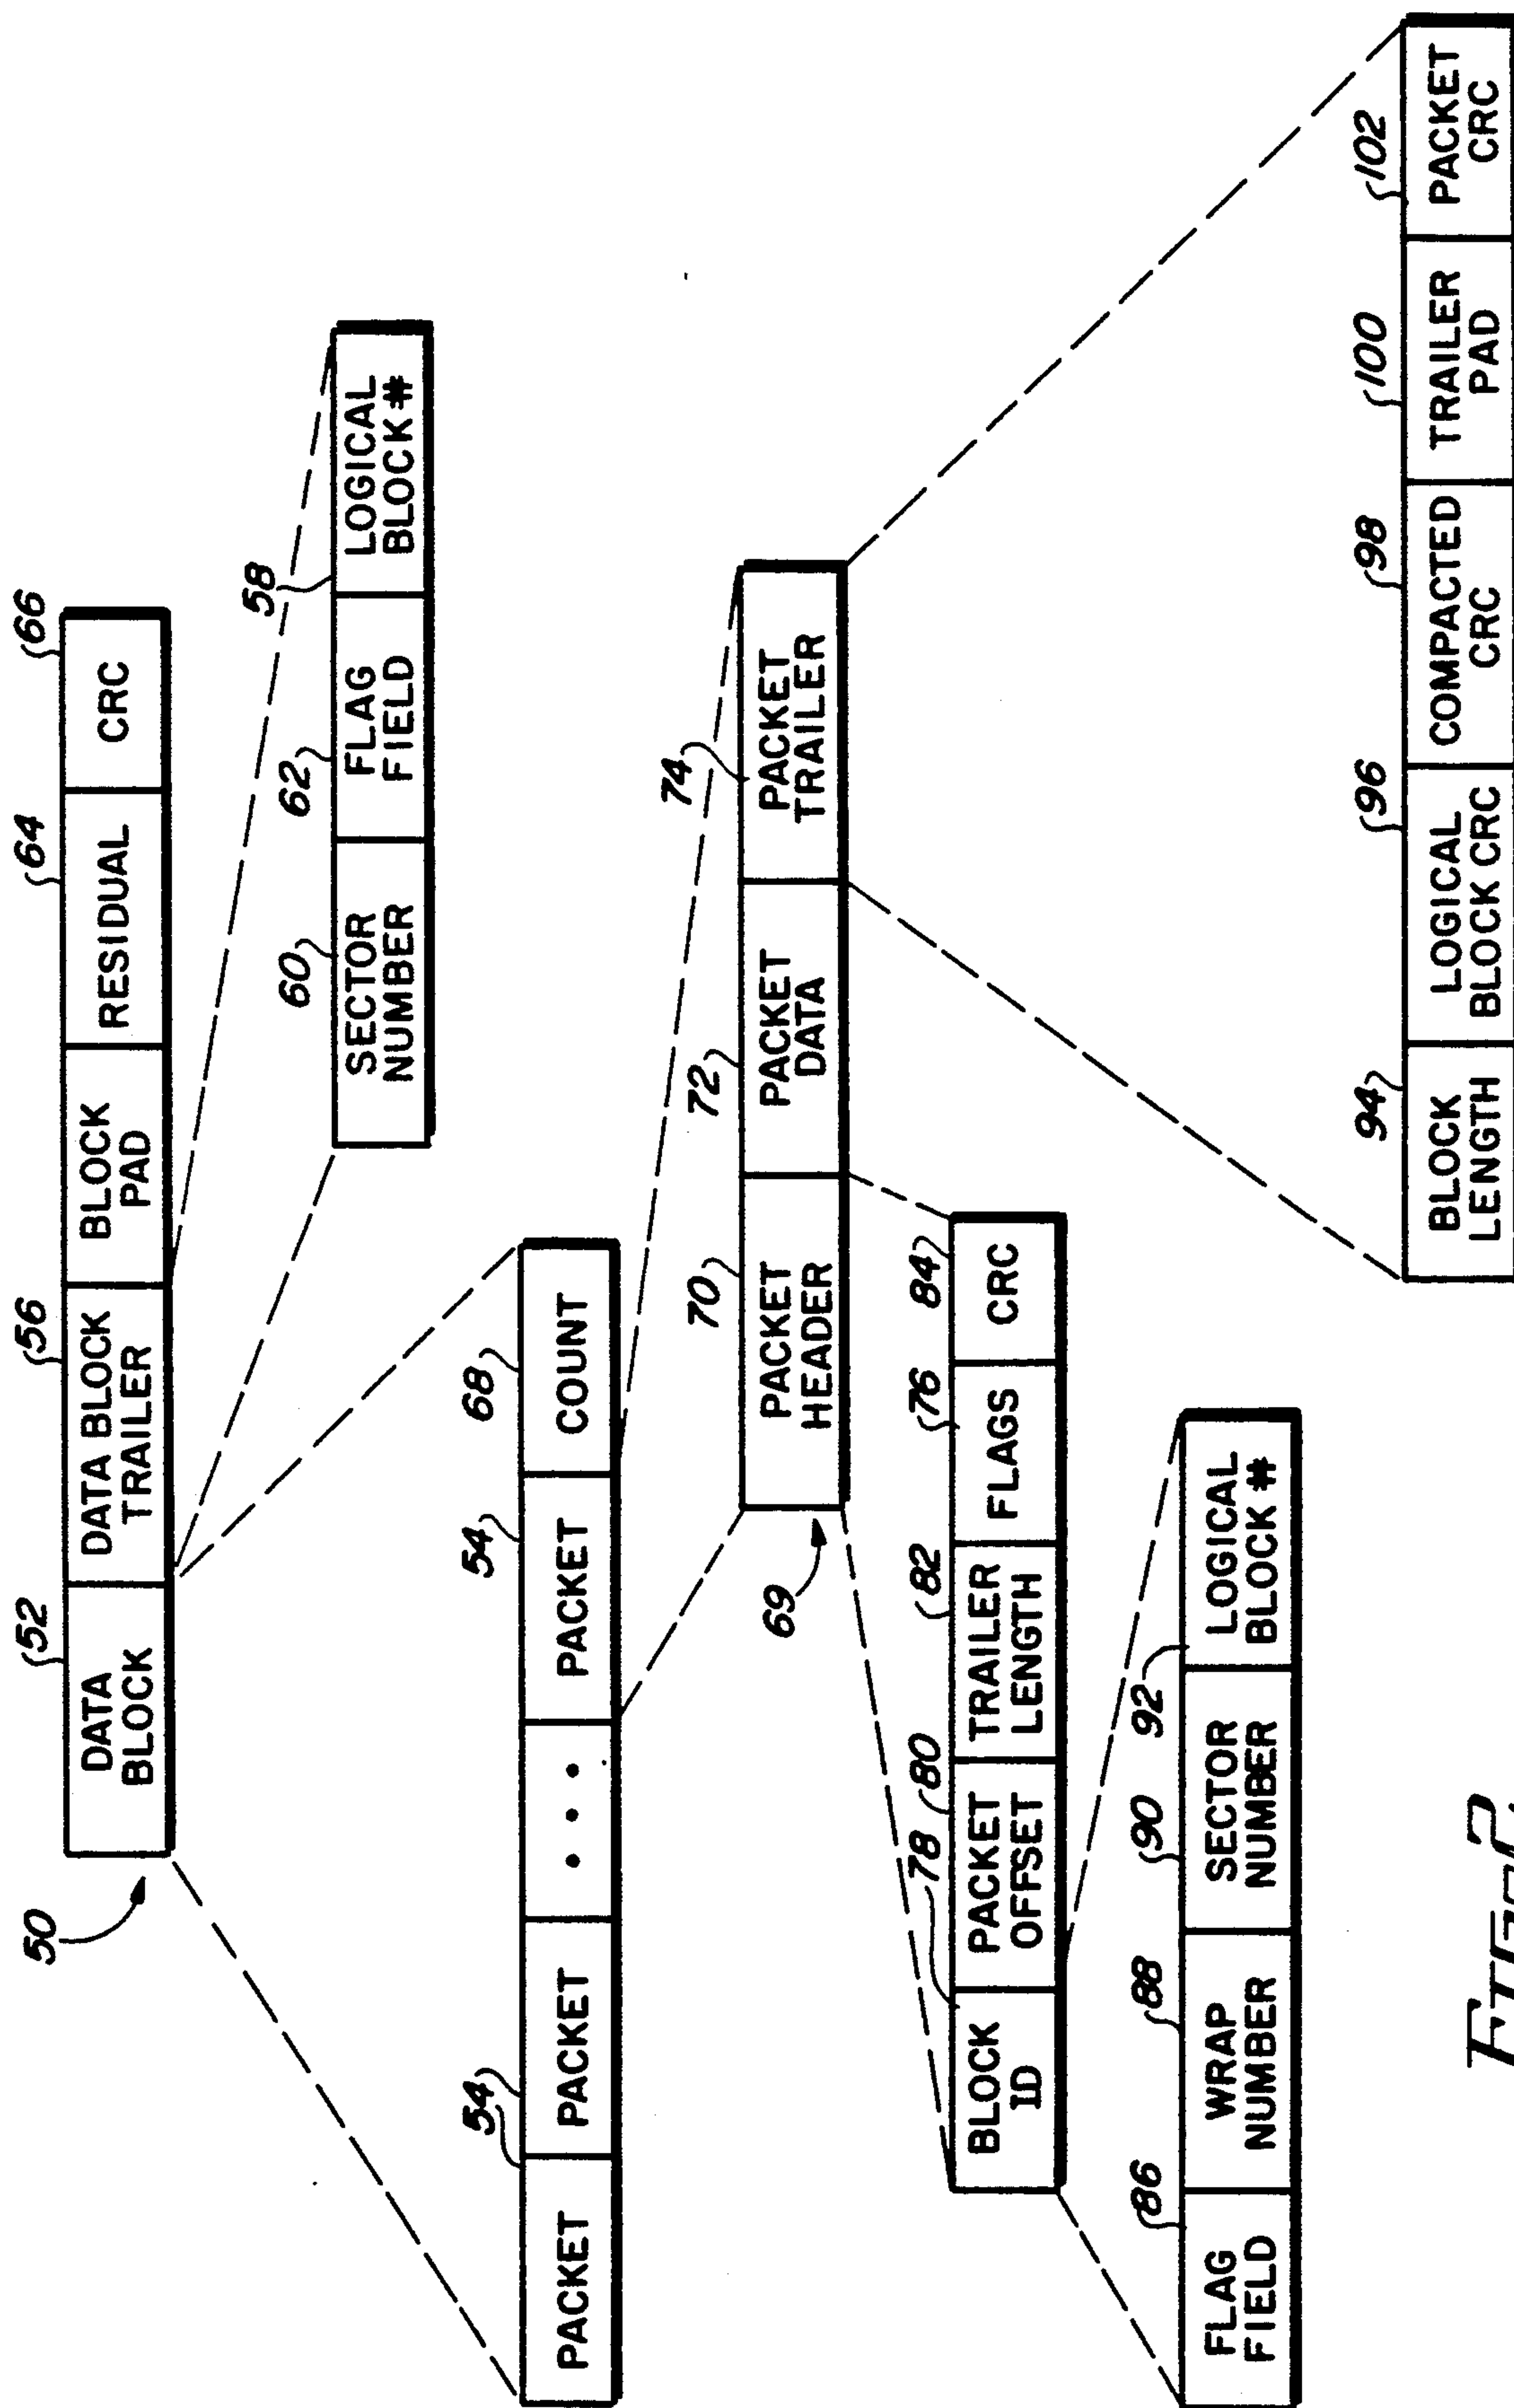 52
56
64
66
DATA BLOCK
DATA BLOCK TRAILER
BLOCK PAD
RESIDUAL
CRC
50
60
62
58
SECTOR NUMBER
FLAG FIELD
LOGICAL BLOCK #
54
54
68
PACKET
PACKET
• • •
PACKET
COUNT
70
72
74
PACKET HEADER
PACKET DATA
PACKET TRAILER
69
78
80
82
76
84
BLOCK ID
PACKET OFFSET
TRAILER LENGTH
FLAGS
CRC
86
88
90
92
FLAG FIELD
WRAP NUMBER
SECTOR NUMBER
LOGICAL BLOCK #
94
96
98
100
102
BLOCK LENGTH
LOGICAL BLOCK CRC
COMPACTED CRC
TRAILER PAD
PACKET CRC